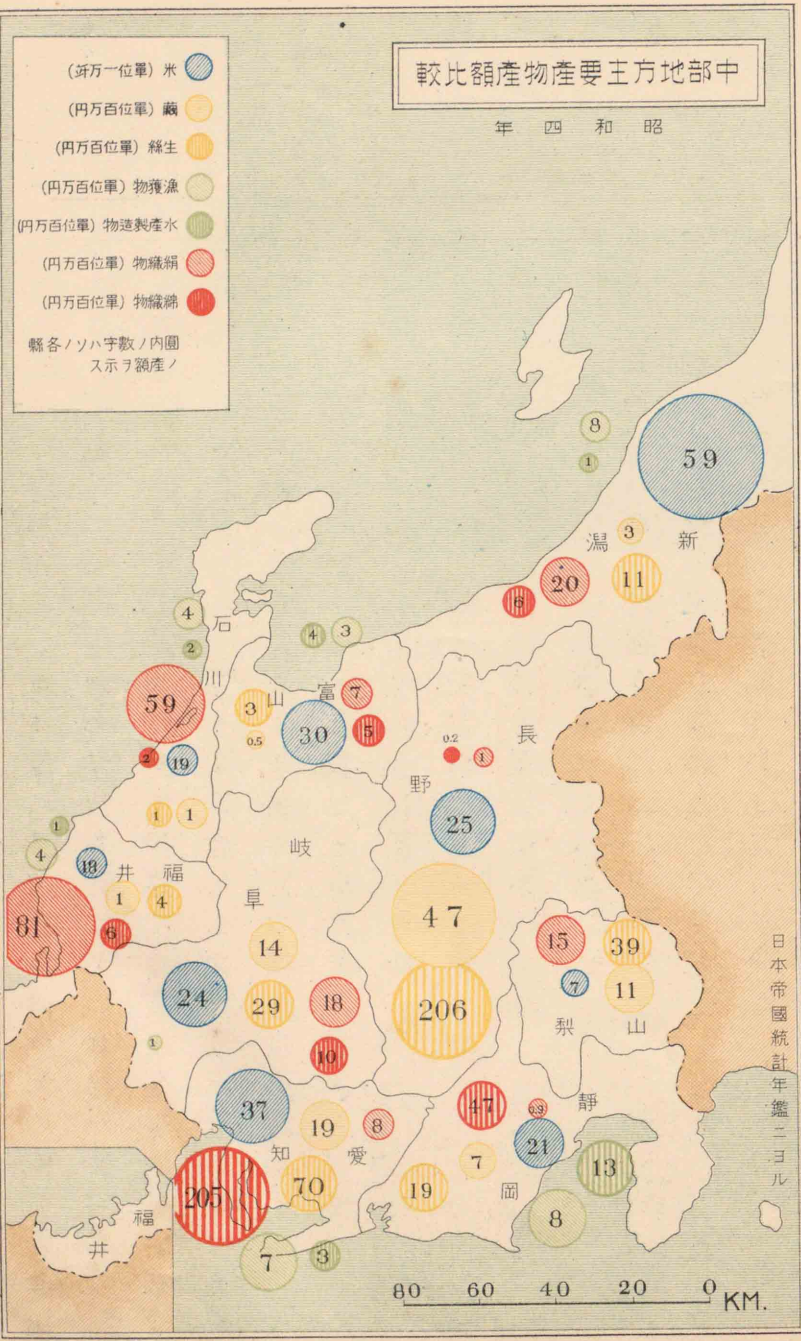 中部地方主要產物產額比較
昭和四年
米 (單位一万竏)
繭 (單位百万円)
生絲 (單位百万円)
漁獲物 (單位百万円)
水產製造物 (單位百万円)
絹織物 (單位百万円)
綿織物 (單位百万円)
圓内ノ數字ハソノ各縣
ノ產額ヲ示ス
8
59
1
3
新潟
20
11
6
4
石川
2
4
3
59
富山
3
7
30
5
0.5
2
19
1
1
長野
0.2
1
25
47
206
岐阜
14
24
29
18
10
1
1
4
18
福井
1
4
81
6
15
39
7
11
山梨
37
19
8
愛知
205
70
7
3
47
0.9
靜岡
21
7
13
19
8
福井
日本帝國統計年鑑ニヨル
80 60 40 20 0 KM.